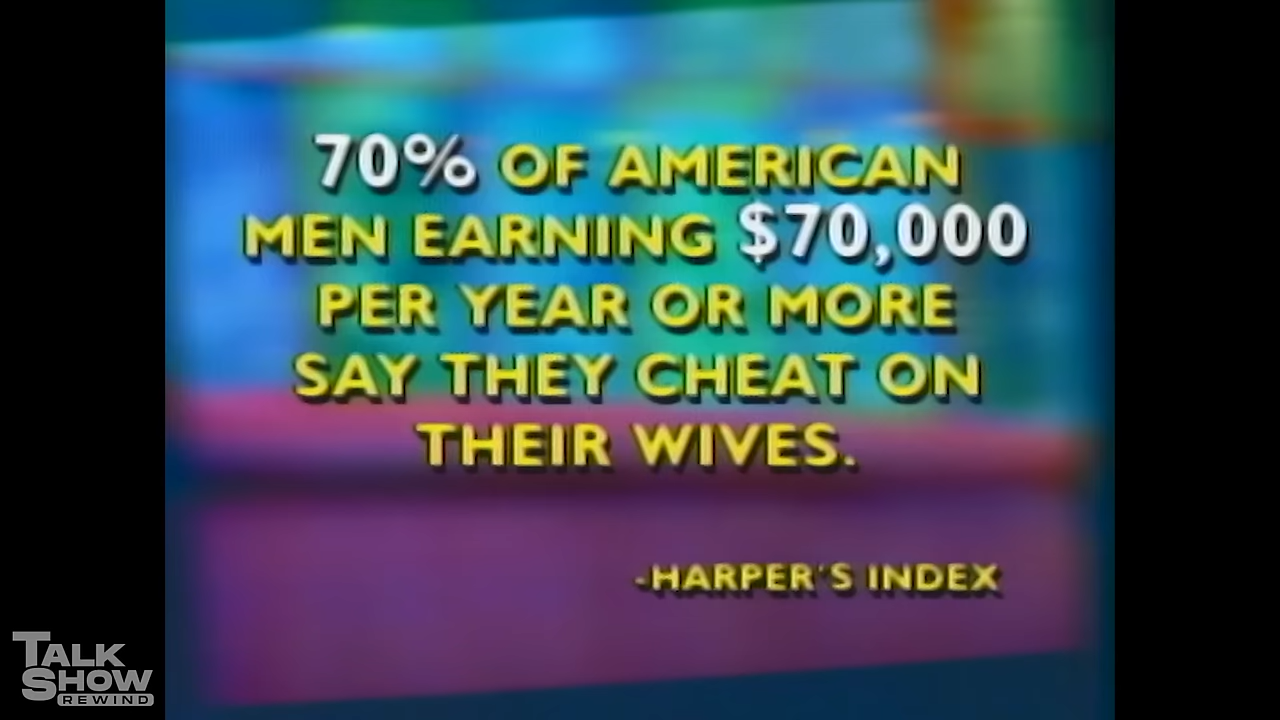 70% OF AMERICAN
MEN EARNING $70,000
PER YEAR OR MORE
SAY THEY CHEAT ON
THEIR WIVES.
-HARPER'S INDEX
TALK
SHOW
REWIND